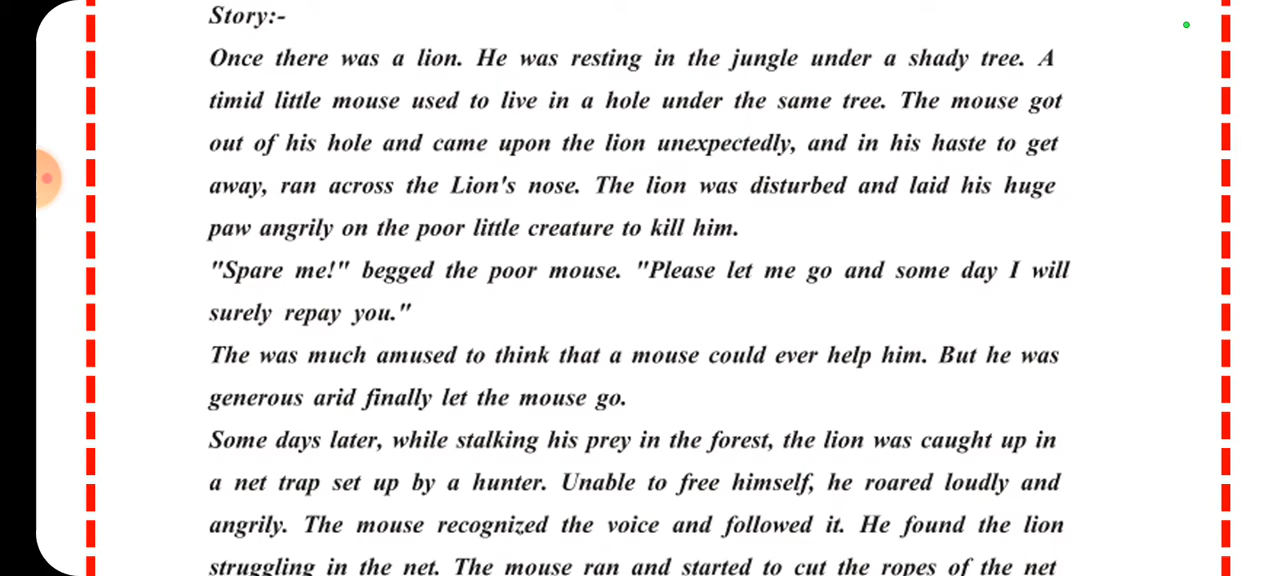 Story:-
Once there was a lion. He was resting in the jungle under a shady tree. A
timid little mouse used to live in a hole under the same tree. The mouse got
out of his hole and came upon the lion unexpectedly, and in his haste to get
away, ran across the Lion's nose. The lion was disturbed and laid his huge
paw angrily on the poor little creature to kill him.
"Spare me!" begged the poor mouse. "Please let me go and some day I will
surely repay you."
The was much amused to think that a mouse could ever help him. But he was
generous arid finally let the mouse go.
Some days later, while stalking his prey in the forest, the lion was caught up in
a net trap set up by a hunter. Unable to free himself, he roared loudly and
angrily. The mouse recognized the voice and followed it. He found the lion
struggling in the net. The mouse ran and started to cut the ropes of the net